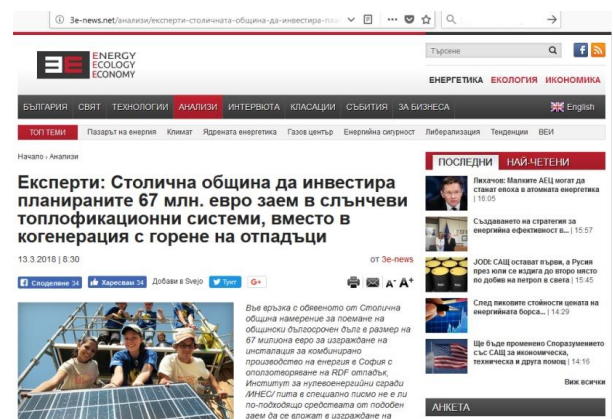 3e-news.net/анализи/експерти-столичната-община-да-инвестира-пла
ENERGY
ECOLOGY
ECONOMY
Търсене
ЕНЕРГЕТИКА ЕКОЛОГИЯ ИКОНОМИКА
БЪЛГАРИЯ СВЯТ ТЕХНОЛОГИИ АНАЛИЗИ ИНТЕРВЮТА КЛАСАЦИИ СЪБИТИЯ ЗА БИЗНЕСА English
ТОП ТЕМИ Пазарът на енергия Климат Ядрената енергетика Газов център Енергийна сигурност Либерализация Тенденции ВЕИ
Начало › Анализи
Експерти: Столична община да инвестира
планираните 67 млн. евро заем в слънчеви
топлофикационни системи, вместо в
когенерация с горене на отпадъци
13.3.2018 | 8:30
от 3e-news
Споделяне 34 Харесвам 34 Добави в Svejo Туит G+ A- A+
Във връзка с обявеното от Столична
община намерение за поемане на
общински дългосрочен дълг в размер на
67 милиона евро за изграждане на
инсталация за комбинирано
производство на енергия в София с
оползотворяване на RDF отпадък,
Институт за нулевоенергийни сгради
/ИНЕС/ пита в специално писмо не е ли
по-подходящо средствата от подобен
заем да се вложат в изграждане на
ПОСЛЕДНИ НАЙ-ЧЕТЕНИ
Лихачов: Малките АЕЦ могат да
станат епоха в атомната енергетика
| 16:05
Създаването на стратегия за
енергийна ефективност в... | 15:57
JODI: САЩ остават първи, а Русия
през юли се издига до второ място
по добив на петрол в света | 15:45
След пиковите стойности цената на
енергийната борса... | 14:29
Ще бъде променено Споразумението
със САЩ за икономическа,
техническа и друга помощ | 14:16
Виж всички
АНКЕТА